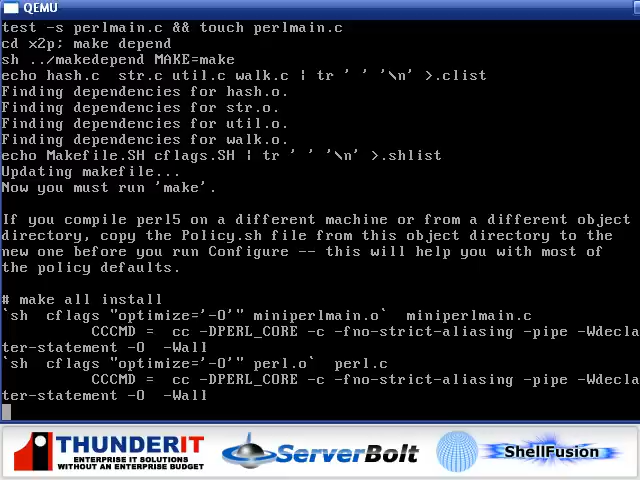 QEMU
test -s perlmain.c && touch perlmain.c
cd x2p; make depend
sh ../makedepend MAKE=make
echo hash.c  str.c util.c walk.c | tr ' ' '\n' >.clist
Finding dependencies for hash.o.
Finding dependencies for str.o.
Finding dependencies for util.o.
Finding dependencies for walk.o.
echo Makefile.SH cflags.SH | tr ' ' '\n' >.shlist
Updating makefile...
Now you must run 'make'.
If you compile perl5 on a different machine or from a different object
directory, copy the Policy.sh file from this object directory to the
new one before you run Configure -- this will help you with most of
the policy defaults.
# make all install
`sh  cflags "optimize='-O'" miniperlmain.o`  miniperlmain.c
CCCMD =  cc -DPERL_CORE -c -fno-strict-aliasing -pipe -Wdecla
ter-statement -O  -Wall
`sh  cflags "optimize='-O'" perl.o`  perl.c
CCCMD =  cc -DPERL_CORE -c -fno-strict-aliasing -pipe -Wdecla
ter-statement -O  -Wall
THUNDERIT
ENTERPRISE IT SOLUTIONS
WITHOUT AN ENTERPRISE BUDGET
ServerBolt
ShellFusion